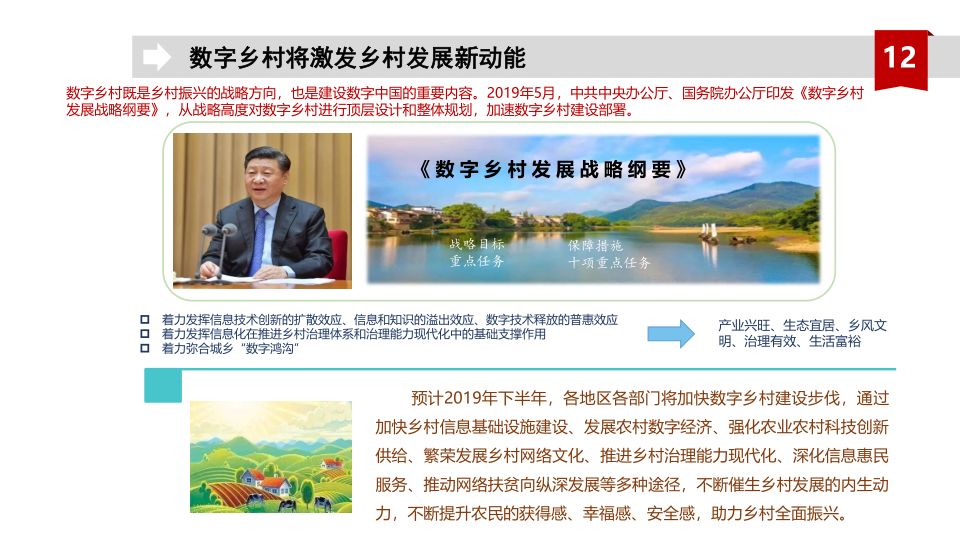 数字乡村将激发乡村发展新动能
12
数字乡村既是乡村振兴的战略方向，也是建设数字中国的重要内容。2019年5月，中共中央办公厅、国务院办公厅印发《数字乡村
发展战略纲要》，从战略高度对数字乡村进行顶层设计和整体规划，加速数字乡村建设部署。
《数字乡村发展战略纲要》
战略目标
重点任务
保障措施
十项重点任务
着力发挥信息技术创新的扩散效应、信息和知识的溢出效应、数字技术释放的普惠效应
着力发挥信息化在推进乡村治理体系和治理能力现代化中的基础支撑作用
着力弥合城乡“数字鸿沟”
产业兴旺、生态宜居、乡风文
明、治理有效、生活富裕
预计2019年下半年，各地区各部门将加快数字乡村建设步伐，通过
加快乡村信息基础设施建设、发展农村数字经济、强化农业农村科技创新
供给、繁荣发展乡村网络文化、推进乡村治理能力现代化、深化信息惠民
服务、推动网络扶贫向纵深发展等多种途径，不断催生乡村发展的内生动
力，不断提升农民的获得感、幸福感、安全感，助力乡村全面振兴。